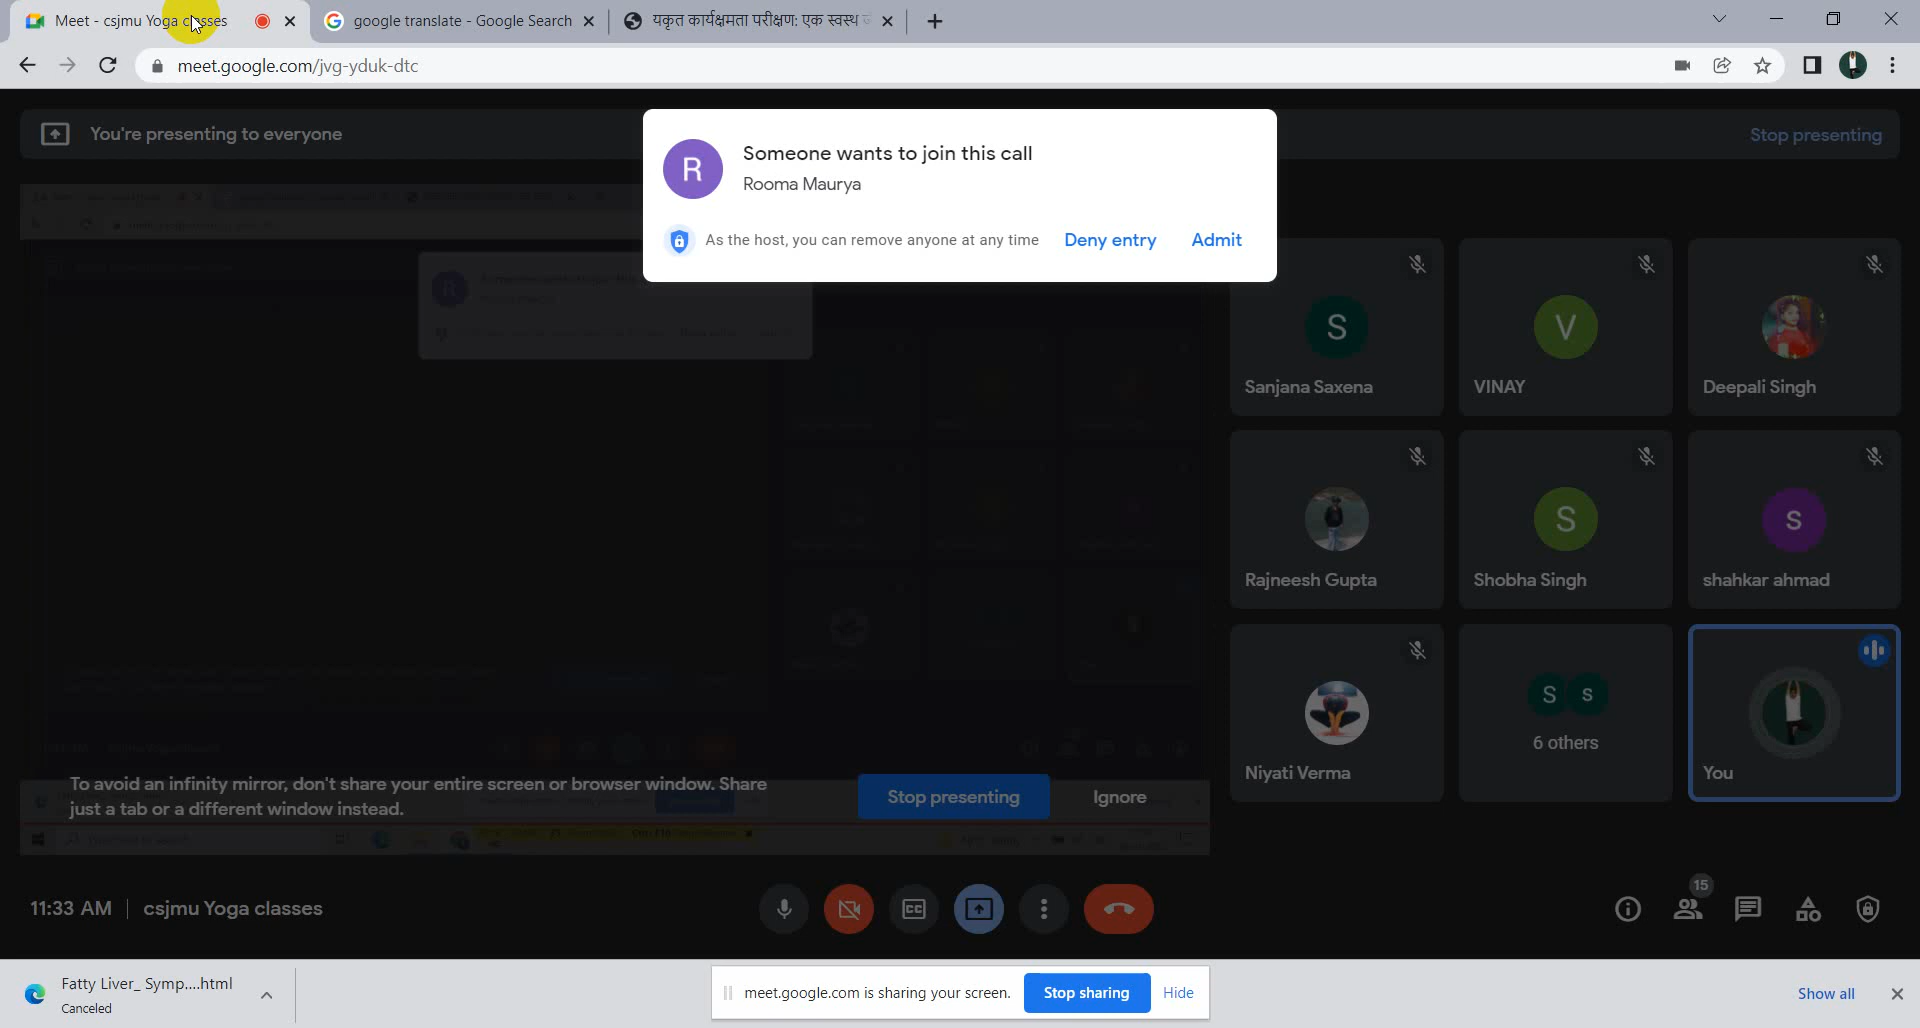 Meet - csjmu Yoga classes
google translate - Google Search
यकृत कार्यक्षमता परीक्षण: एक स्वस्थ
meet.google.com/jvg-yduk-dtc
You're presenting to everyone
Stop presenting
R
Someone wants to join this call
Rooma Maurya
As the host, you can remove anyone at any time
Deny entry
Admit
S
Sanjana Saxena
V
VINAY
Deepali Singh
Rajneesh Gupta
S
Shobha Singh
s
shahkar ahmad
Niyati Verma
S s
6 others
You
To avoid an infinity mirror, don't share your entire screen or browser window. Share
just a tab or a different window instead.
Stop presenting
Ignore
11:33 AM | csjmu Yoga classes
CC
15
Fatty Liver_ Symp....html
Canceled
meet.google.com is sharing your screen.
Stop sharing
Hide
Show all